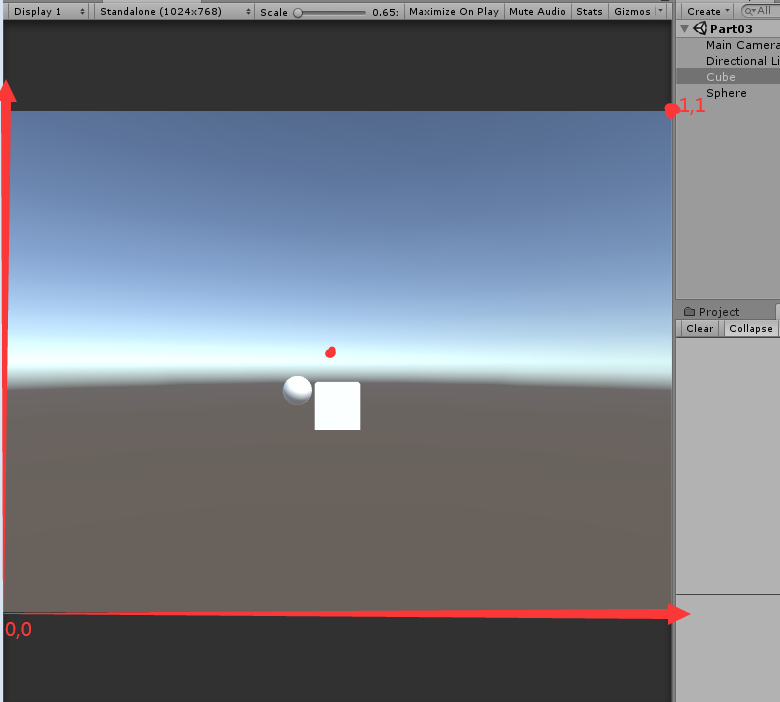 Display 1 Standalone (1024x768) Scale 0.65: Maximize On Play Mute Audio Stats Gizmos Create All
Part03
Main Camera
Directional Li
Cube
Sphere
1,1
Project
Clear Collapse
0,0